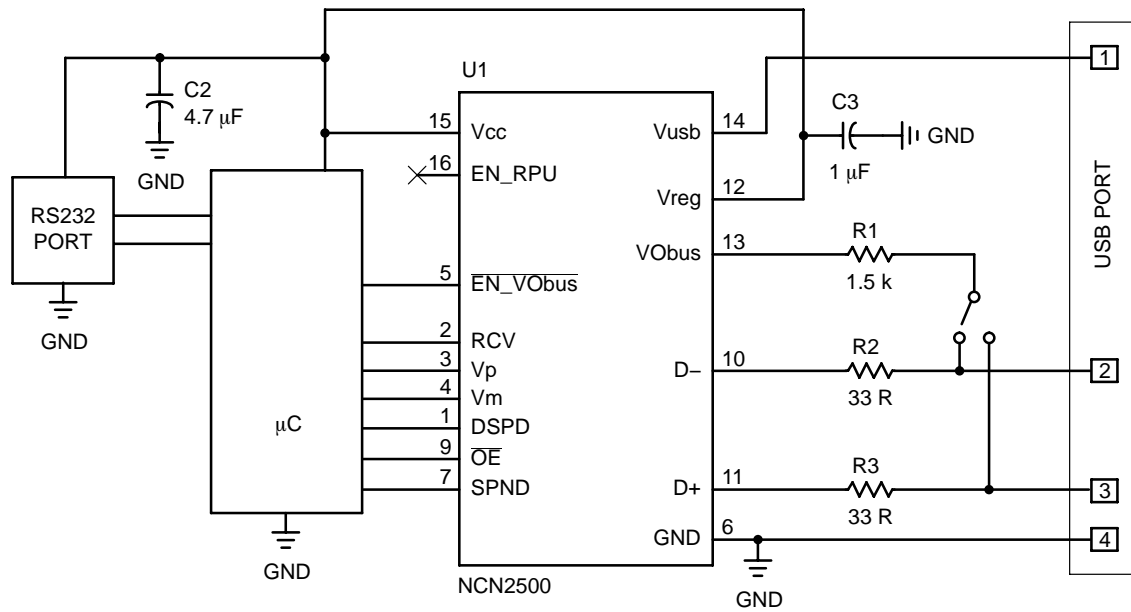 U1
C2
4.7 μF
GND
RS232
PORT
GND
μC
GND
15
Vcc
16
EN_RPU
5
EN_VObus
2
RCV
3
Vp
4
Vm
1
DSPD
9
OE
7
SPND
Vusb
14
Vreg
12
VObus
13
D−
10
D+
11
GND
6
NCN2500
C3
1 μF
GND
R1
1.5 k
R2
33 R
R3
33 R
GND
1
2
3
4
USB PORT